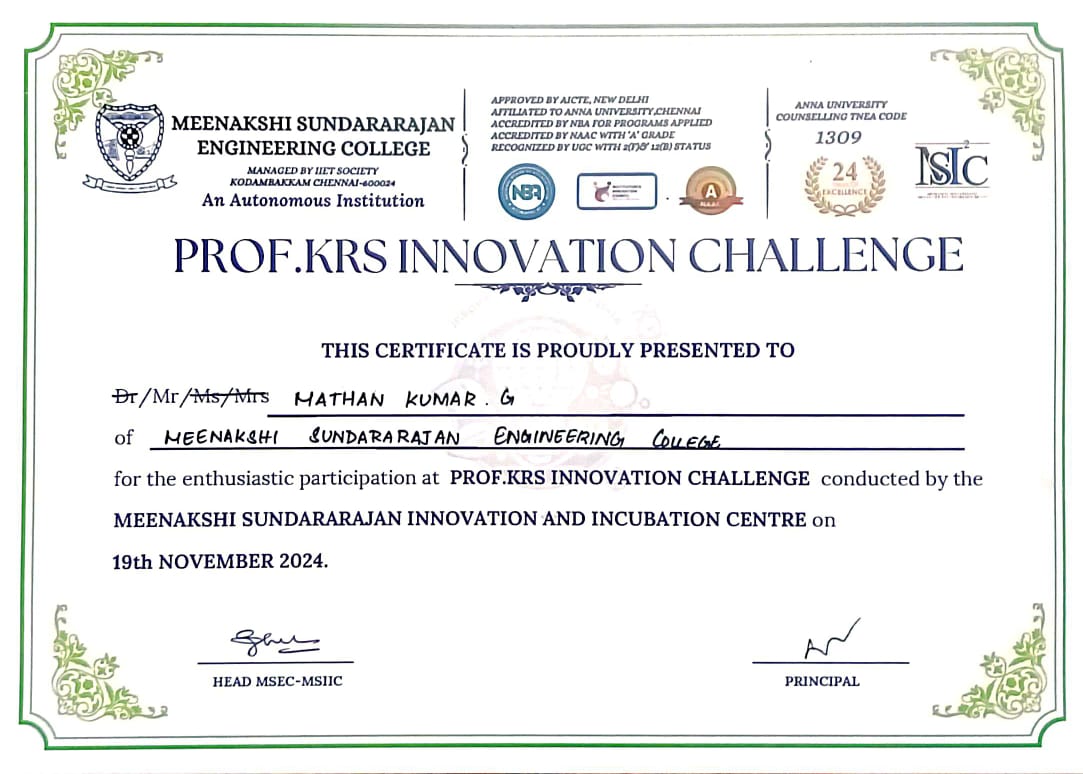 MEENAKSHI SUNDARARAJAN
ENGINEERING COLLEGE
MANAGED BY IIET SOCIETY
KODAMBAKKAM CHENNAI-600024
An Autonomous Institution
APPROVED BY AICTE, NEW DELHI
AFFILIATED TO ANNA UNIVERSITY,CHENNAI
ACCREDITED BY NBA FOR PROGRAMS APPLIED
ACCREDITED BY NAAC WITH 'A' GRADE
RECOGNIZED BY UGC WITH 2(F)& 12(B) STATUS
NBA
A
NAAC
ANNA UNIVERSITY
COUNSELLING TNEA CODE
1309
24
EXCELLENCE
PROF.KRS INNOVATION CHALLENGE
THIS CERTIFICATE IS PROUDLY PRESENTED TO
Dr/Mr/Ms/Mrs MATHAN KUMAR . G
of MEENAKSHI SUNDARARAJAN ENGINEERING COLLEGE
for the enthusiastic participation at PROF.KRS INNOVATION CHALLENGE conducted by the
MEENAKSHI SUNDARARAJAN INNOVATION AND INCUBATION CENTRE on
19th NOVEMBER 2024.
HEAD MSEC-MSIIC
PRINCIPAL